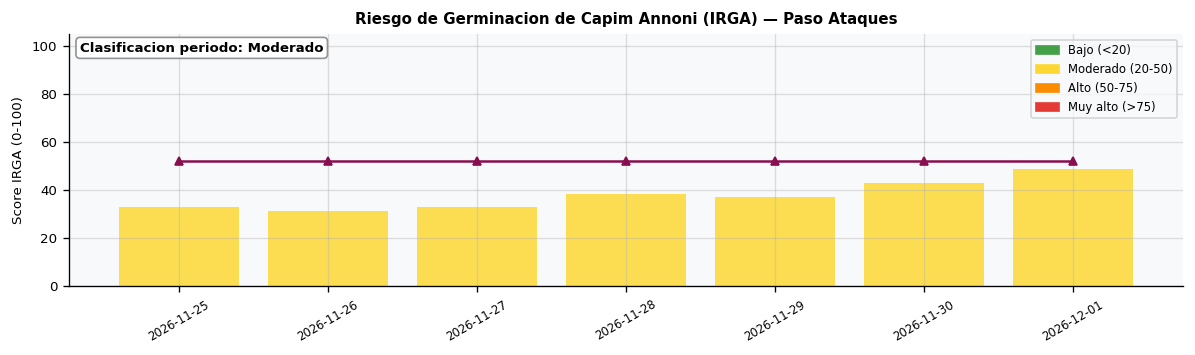 Riesgo de Germinacion de Capim Annoni (IRGA) — Paso Ataques
Clasificacion periodo: Moderado
Bajo (<20)
Moderado (20-50)
Alto (50-75)
Muy alto (>75)
Score IRGA (0-100)
100
80
60
40
20
0
2026-11-25
2026-11-26
2026-11-27
2026-11-28
2026-11-29
2026-11-30
2026-12-01